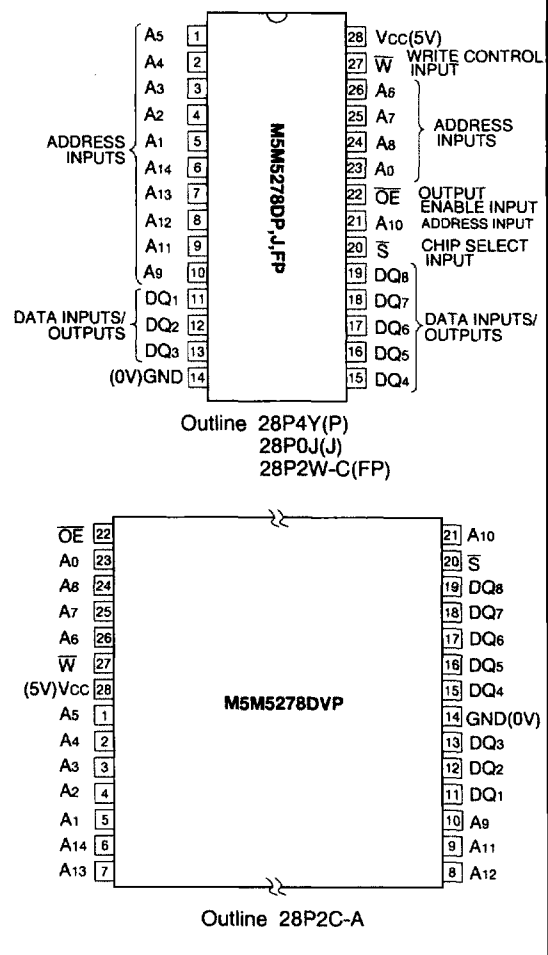 A5 1 28 Vcc(5V)
A4 2 27 W̅ WRITE CONTROL INPUT
A3 3 26 A6
A2 4 25 A7
ADDRESS INPUTS A1 5 24 A8 ADDRESS INPUTS
A14 6 23 A0
A13 7 22 O̅E̅ OUTPUT ENABLE INPUT
A12 8 21 A10 ADDRESS INPUT
A11 9 20 S̅ CHIP SELECT INPUT
A9 10 19 DQ8
DQ1 11 18 DQ7
DATA INPUTS/ OUTPUTS DQ2 12 17 DQ6 DATA INPUTS/ OUTPUTS
DQ3 13 16 DQ5
(0V)GND 14 15 DQ4
M5M5278DP,J,FP
Outline 28P4Y(P)
28P0J(J)
28P2W-C(FP)
O̅E̅ 22 21 A10
A0 23 20 S̅
A8 24 19 DQ8
A7 25 18 DQ7
A6 26 17 DQ6
W̅ 27 16 DQ5
(5V)Vcc 28 15 DQ4
M5M5278DVP
A5 1 14 GND(0V)
A4 2 13 DQ3
A3 3 12 DQ2
A2 4 11 DQ1
A1 5 10 A9
A14 6 9 A11
A13 7 8 A12
Outline 28P2C-A